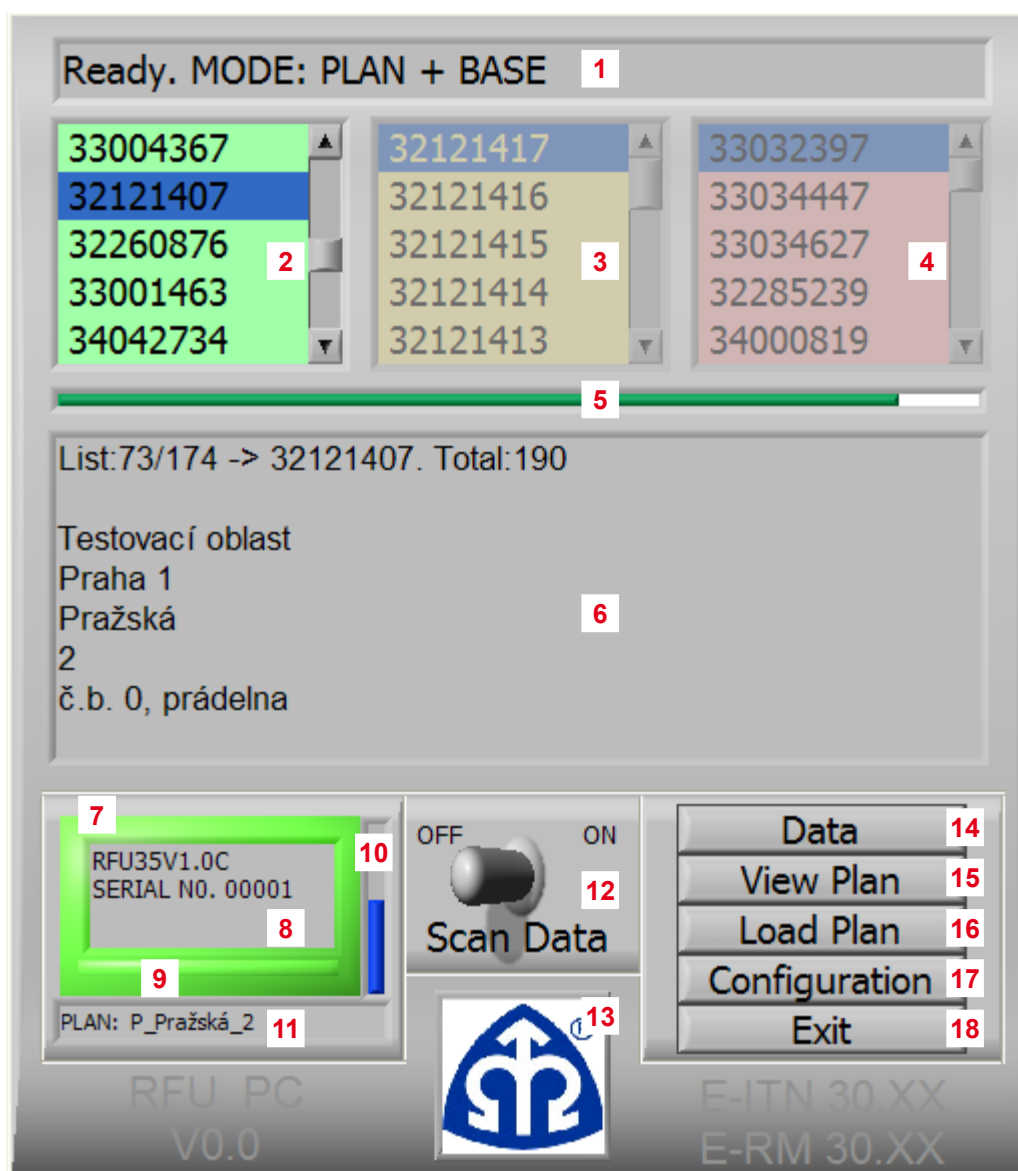 Ready. MODE: PLAN + BASE 1
33004367
32121407
32260876
33001463
34042734
2
32121417
32121416
32121415
32121414
32121413
3
33032397
33034447
33034627
32285239
34000819
4
5
List:73/174 -> 32121407. Total:190
Testovací oblast
Praha 1
Pražská
2
č.b. 0, prádelna
6
7
RFU35V1.0C
SERIAL N0. 00001
8
9
10
PLAN: P_Pražská_2 11
OFF ON
12
Scan Data
13
®
Data 14
View Plan 15
Load Plan 16
Configuration 17
Exit 18
RFU PC
V0.0
E-ITN 30.XX
E-RM 30.XX